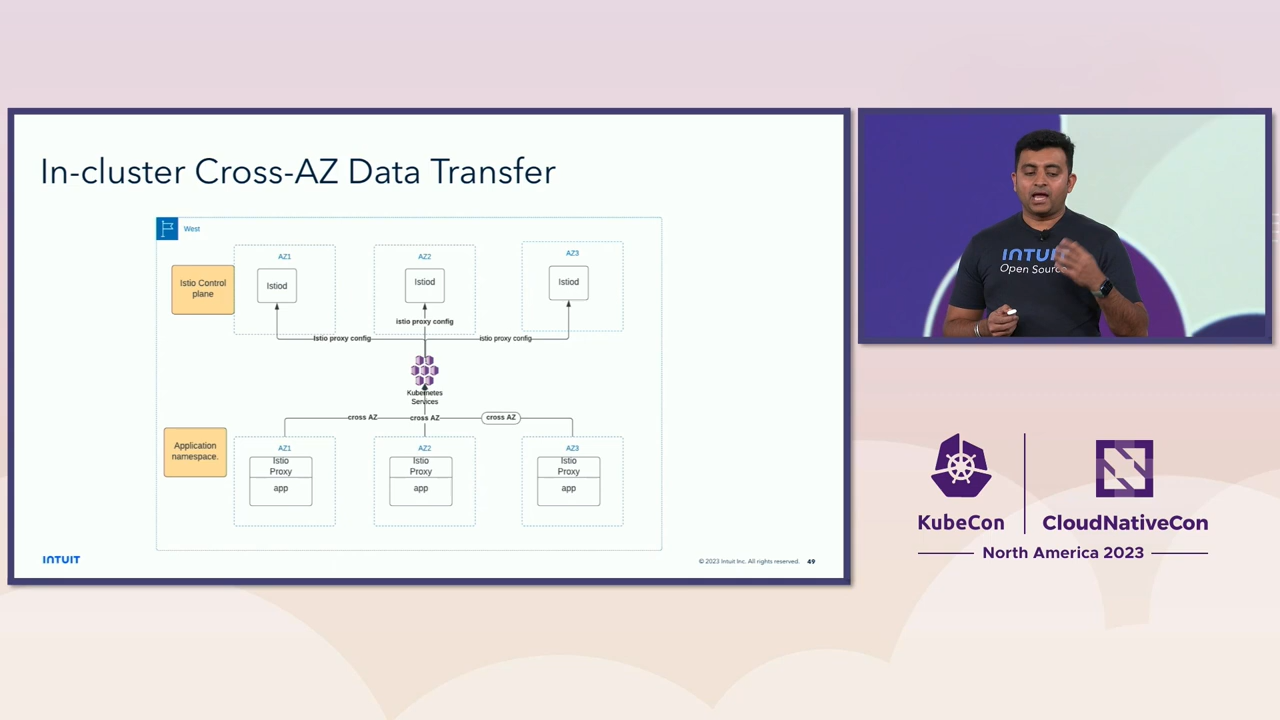 In-cluster Cross-AZ Data Transfer
West
AZ1
AZ2
AZ3
Istio Control
plane
Istiod
Istiod
Istiod
istio proxy config
Istio proxy config
istio proxy config
Kubernetes
Services
cross AZ
cross AZ
cross AZ
Application
namespace.
AZ1
AZ2
AZ3
Istio
Proxy
app
Istio
Proxy
app
Istio
Proxy
app
INTUIT
© 2023 Intuit Inc. All rights reserved. 49
INTUIT
Open Source
KubeCon
CloudNativeCon
North America 2023